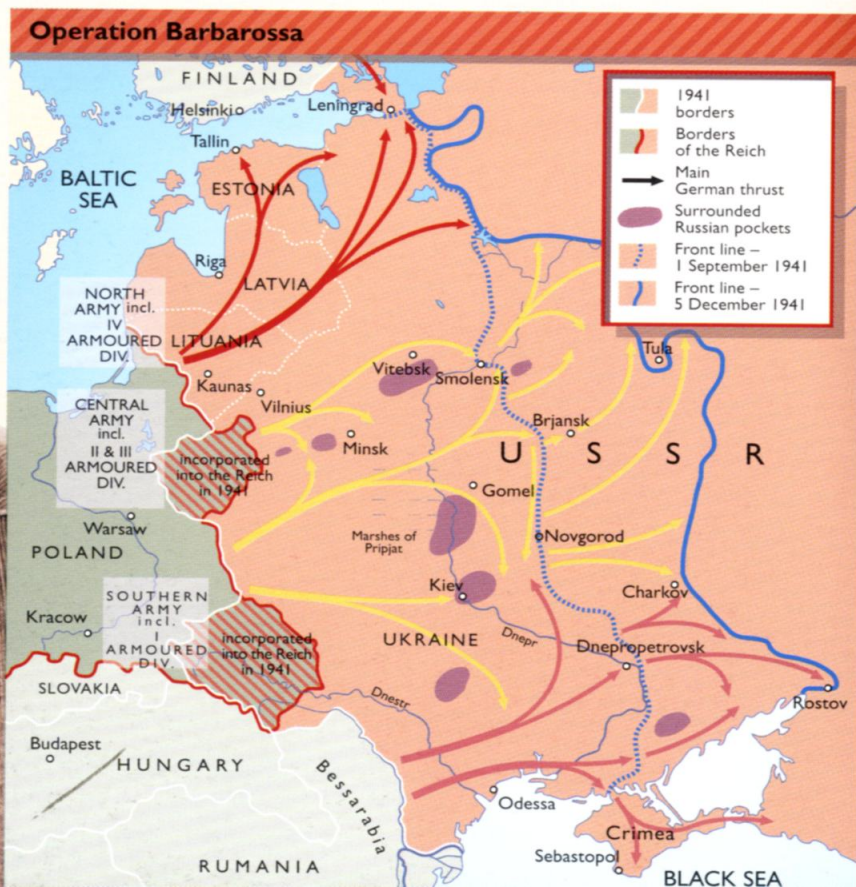 Operation Barbarossa
1941
borders
Borders
of the Reich
Main
German thrust
Surrounded
Russian pockets
Front line –
1 September 1941
Front line –
5 December 1941
FINLAND
Helsinki
Leningrad
Tallin
BALTIC
SEA
ESTONIA
Riga
LATVIA
NORTH
ARMY incl.
IV
ARMOURED
DIV.
LITUANIA
Kaunas
Vilnius
Vitebsk
Smolensk
Tula
CENTRAL
ARMY
incl.
II & III
ARMOURED
DIV.
incorporated
into the Reich
in 1941
Minsk
Brjansk
U S S R
Gomel
Warsaw
POLAND
Marshes of
Pripjat
Novgorod
Kiev
Charkov
SOUTHERN
ARMY
incl.
I
ARMOURED
DIV.
Kracow
incorporated
into the Reich
in 1941
UKRAINE
Dnepr
Dnepropetrovsk
SLOVAKIA
Dnestr
Rostov
Budapest
HUNGARY
Bessarabia
Odessa
Crimea
Sebastopol
RUMANIA
BLACK SEA